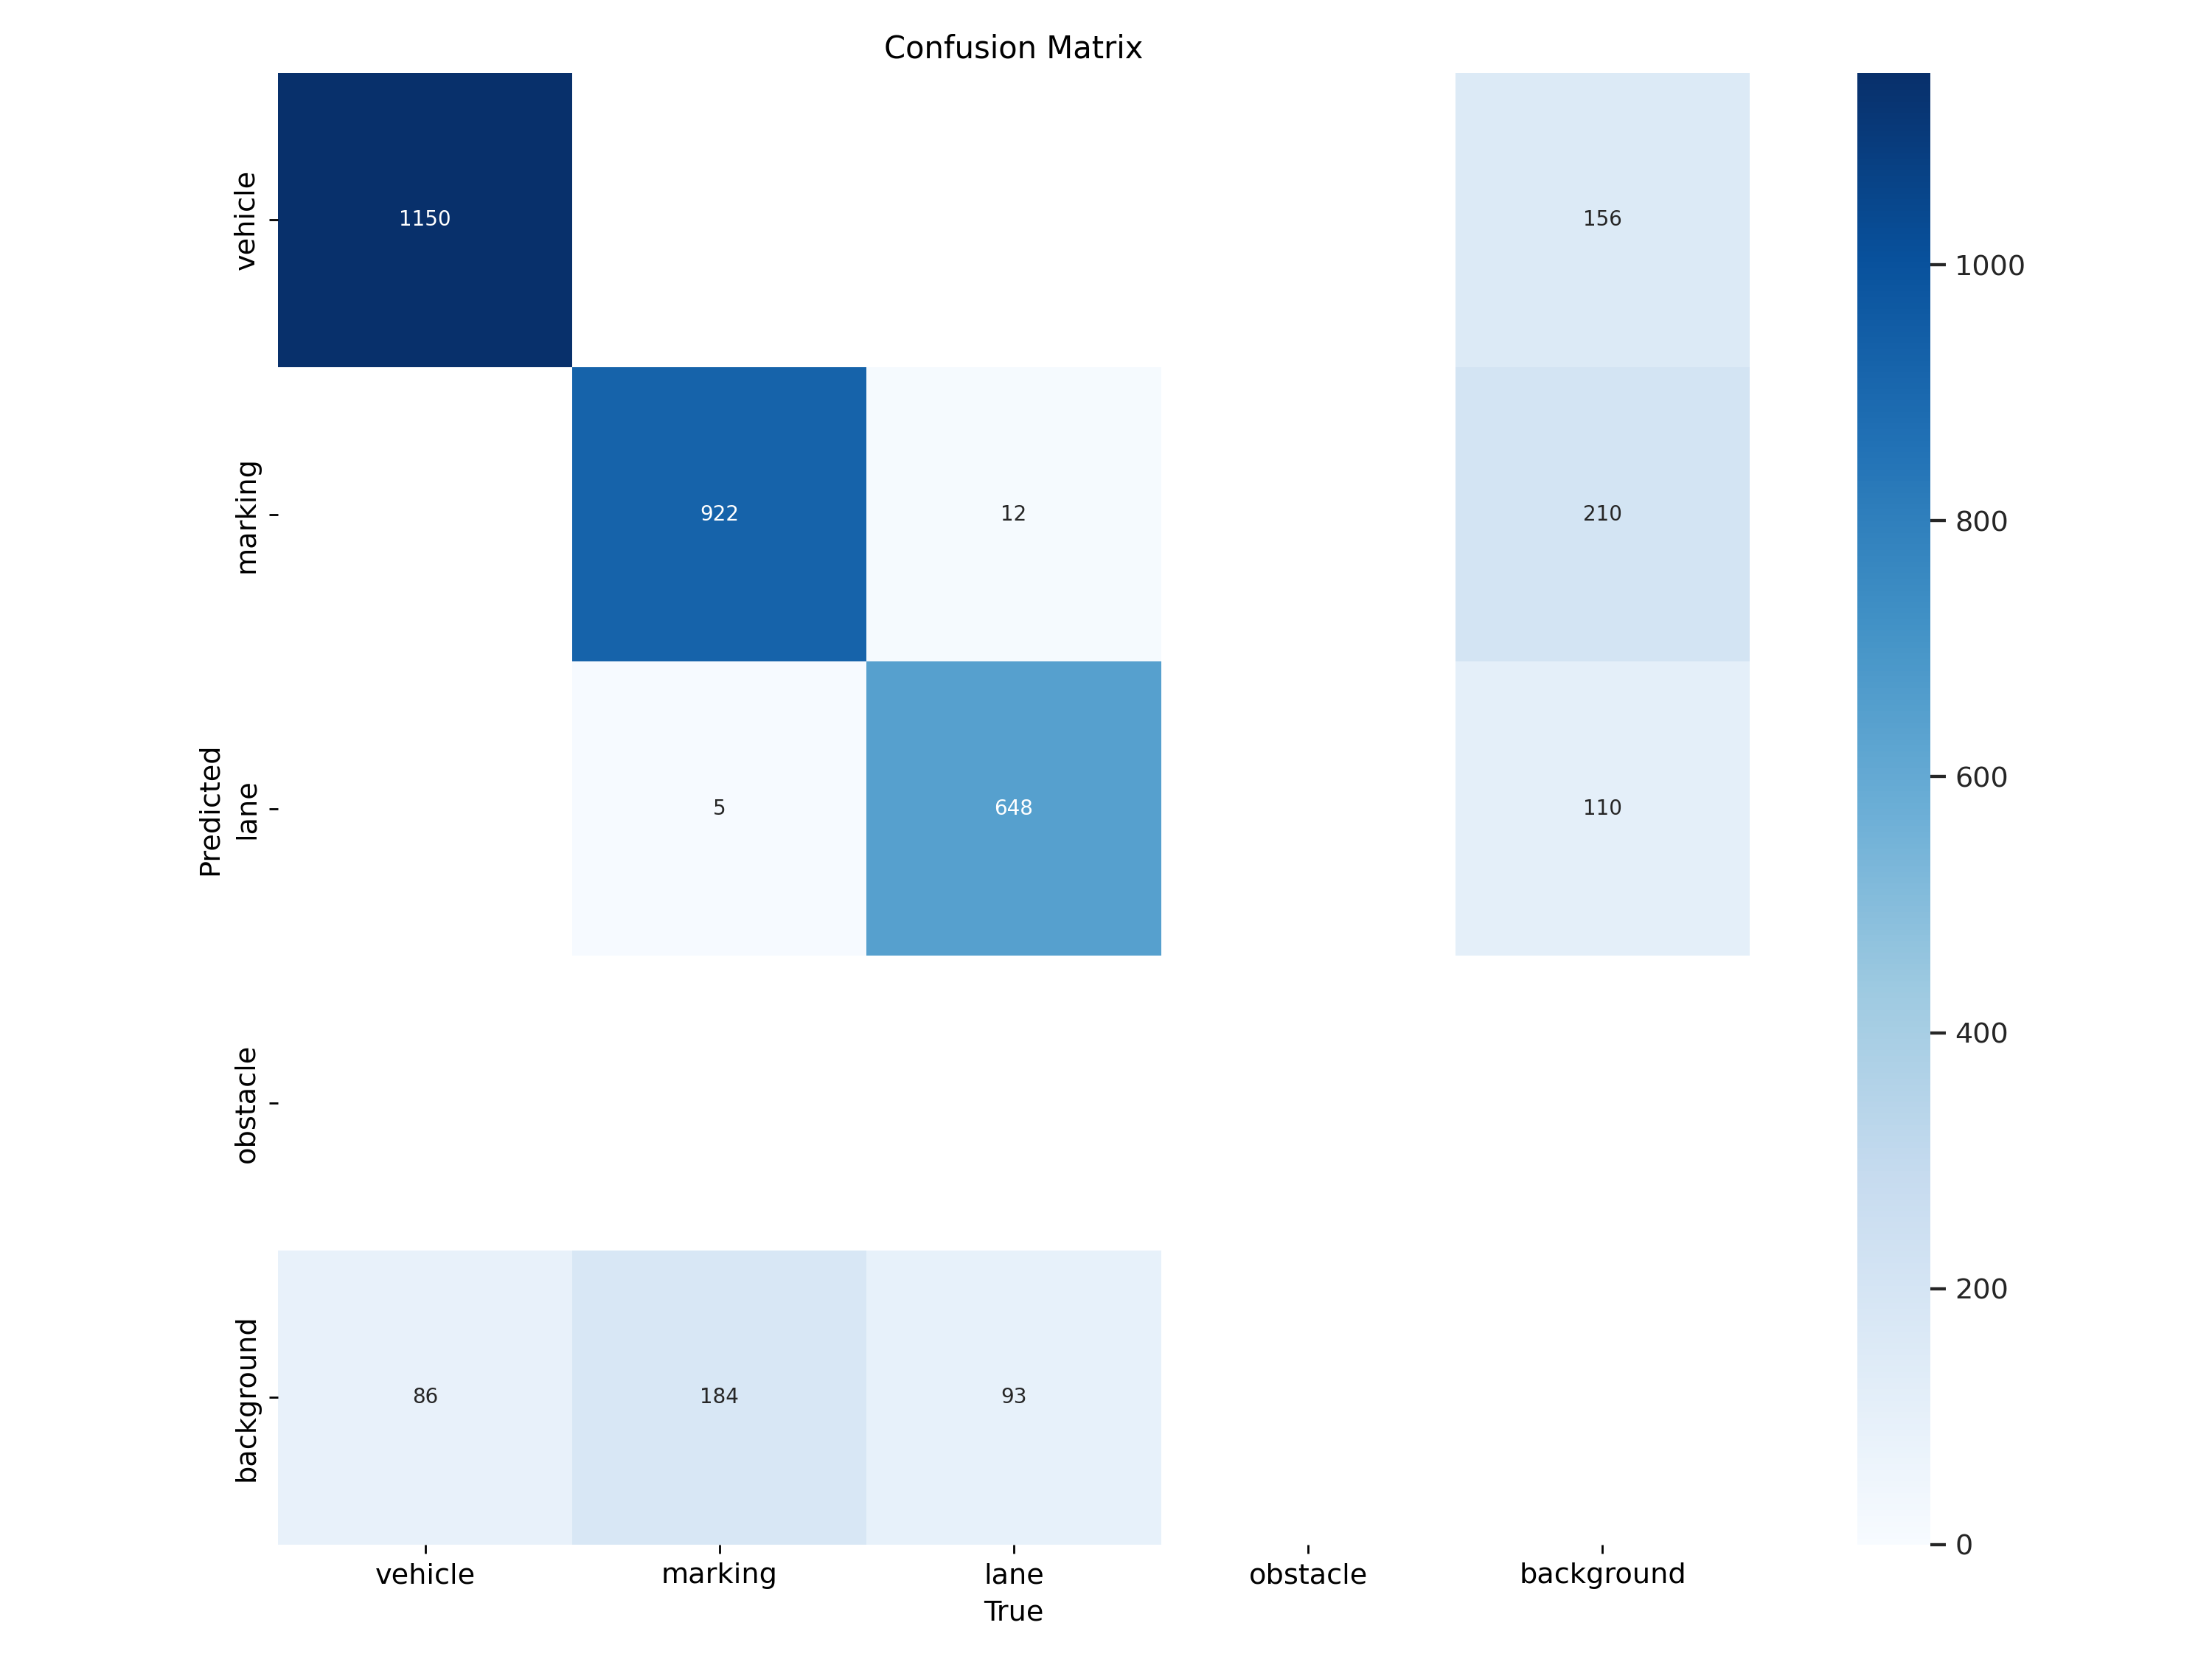 Confusion Matrix
vehicle
1150
156
1000
marking
922
12
210
800
Predicted
lane
5
648
110
600
obstacle
400
background
86
184
93
200
0
vehicle
marking
lane
obstacle
background
True